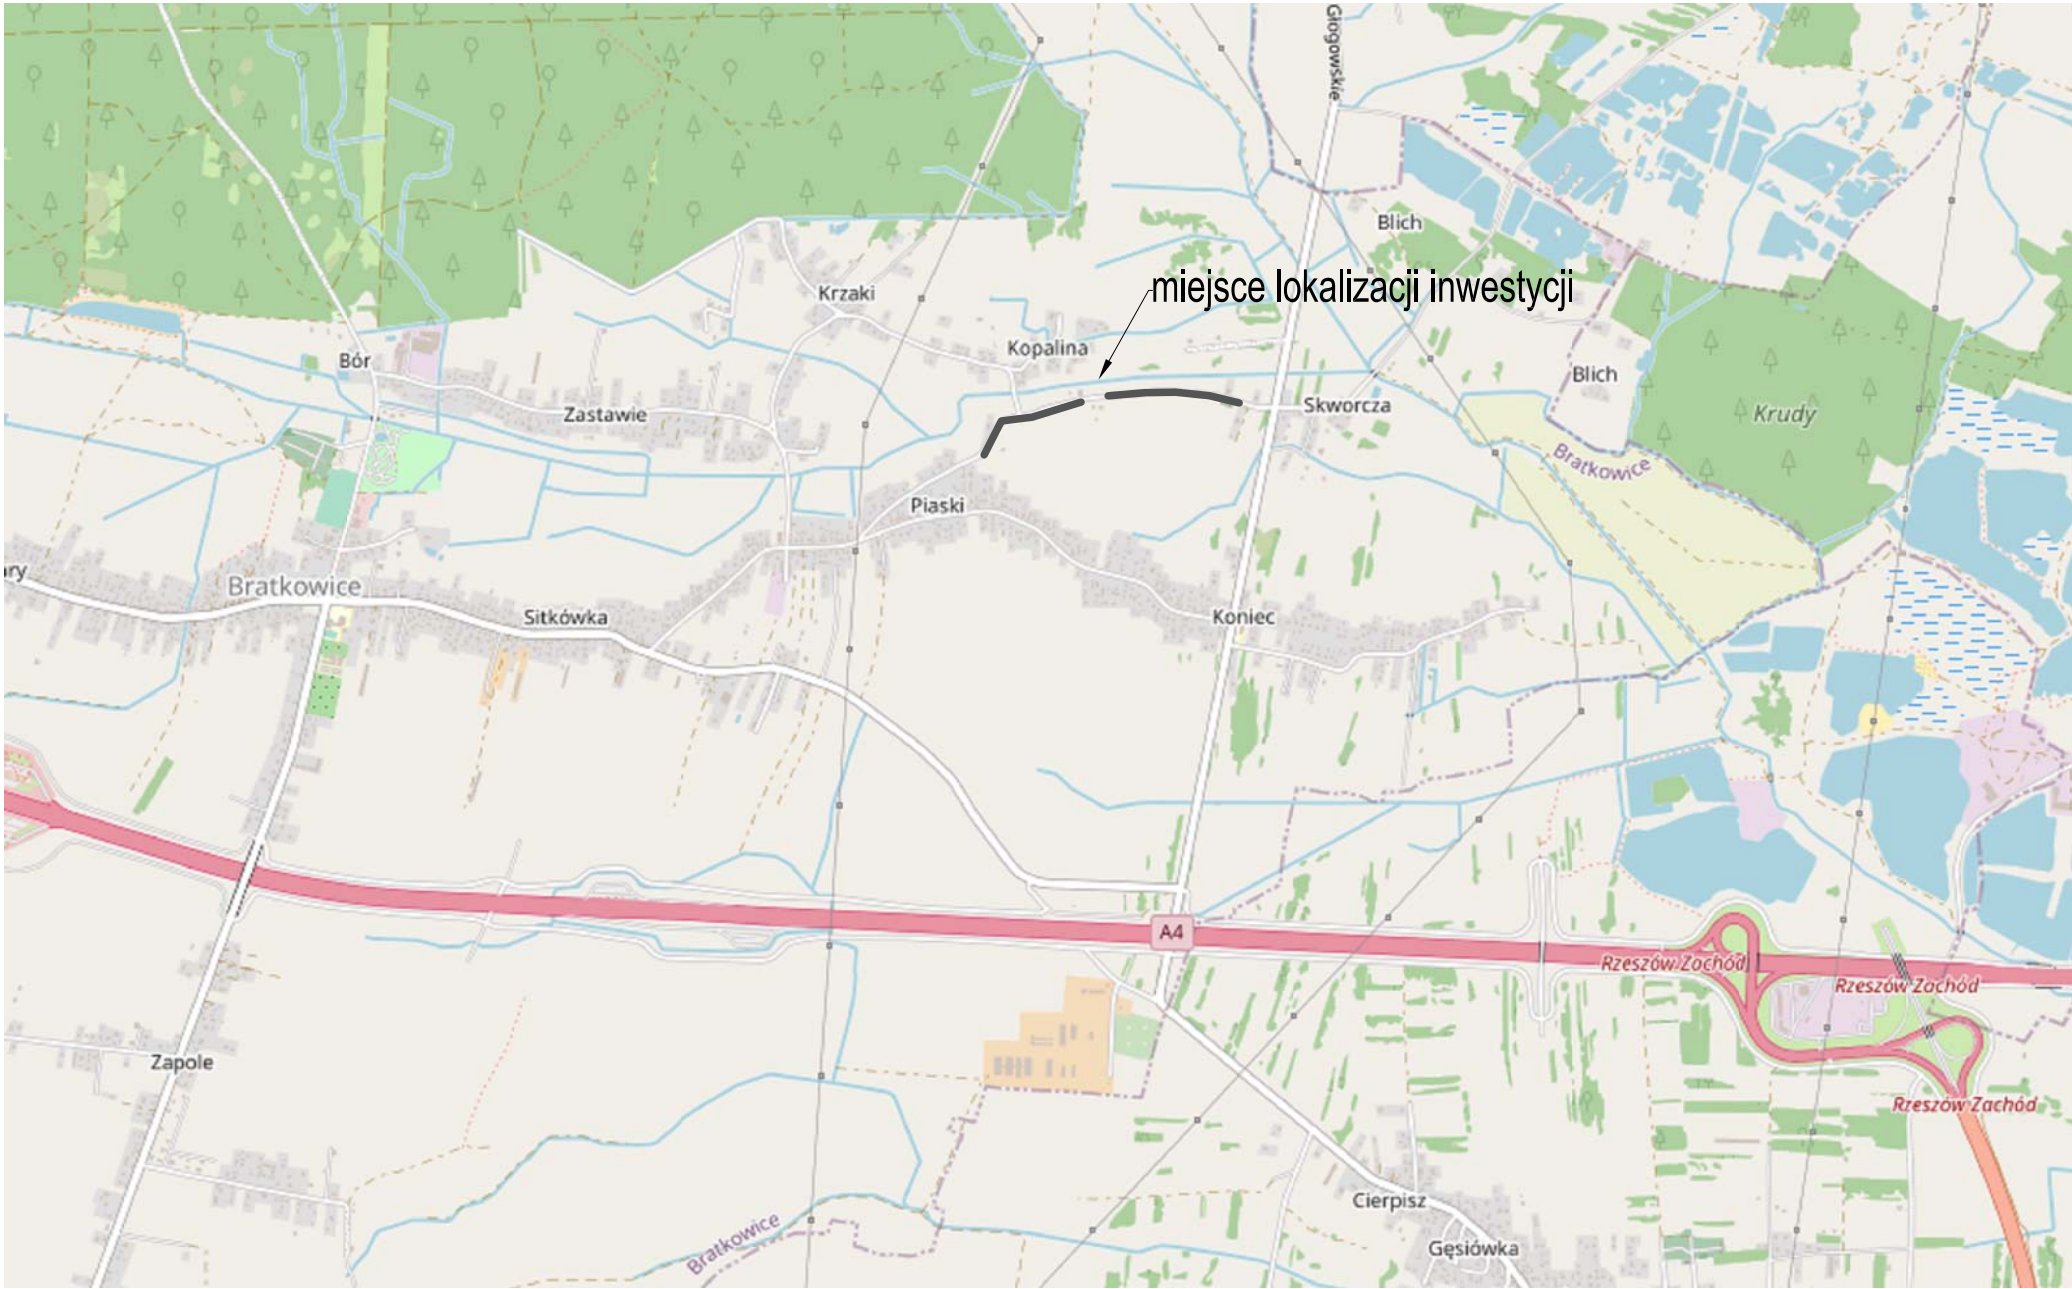 Głogowskie
Blich
miejsce lokalizacji inwestycji
Krzaki
Kopalina
Bór
Blich
Zastawie
Skworcza
Krudy
Bratkowice
Piaski
ry
Bratkowice
Sitkówka
Koniec
A4
Rzeszów Zachód
Rzeszów Zachód
Zapole
Rzeszów Zachód
Cierpisz
Bratkowice
Gęsiówka